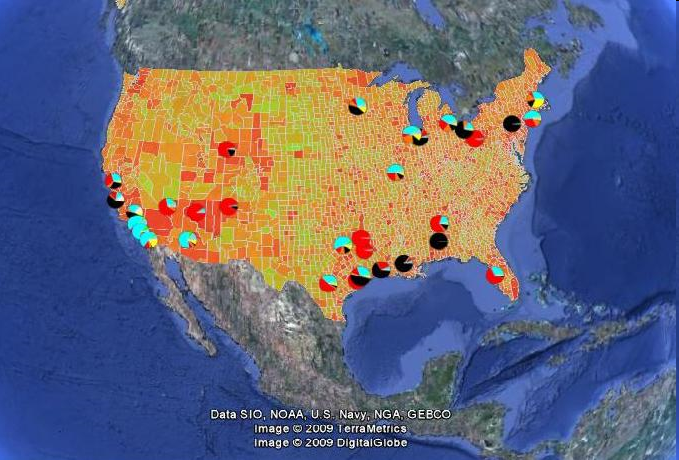 Data SIO, NOAA, U.S. Navy, NGA, GEBCO
Image © 2009 TerraMetrics
Image © 2009 DigitalGlobe